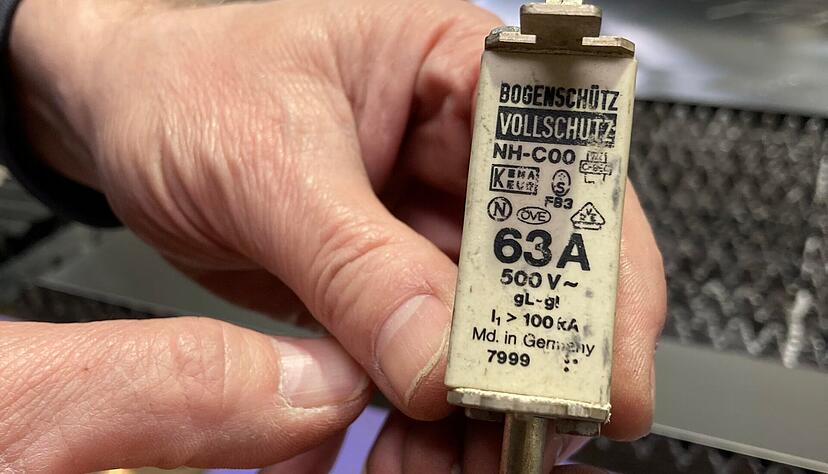 BOGENSCHÜTZ
VOLLSCHUTZ
NH-C00
KEMA
KEUR
S
FB3
N
ÖVE
63 A
500 V~
gL-gI
I₁ > 100 kA
Md. in Germany
7999